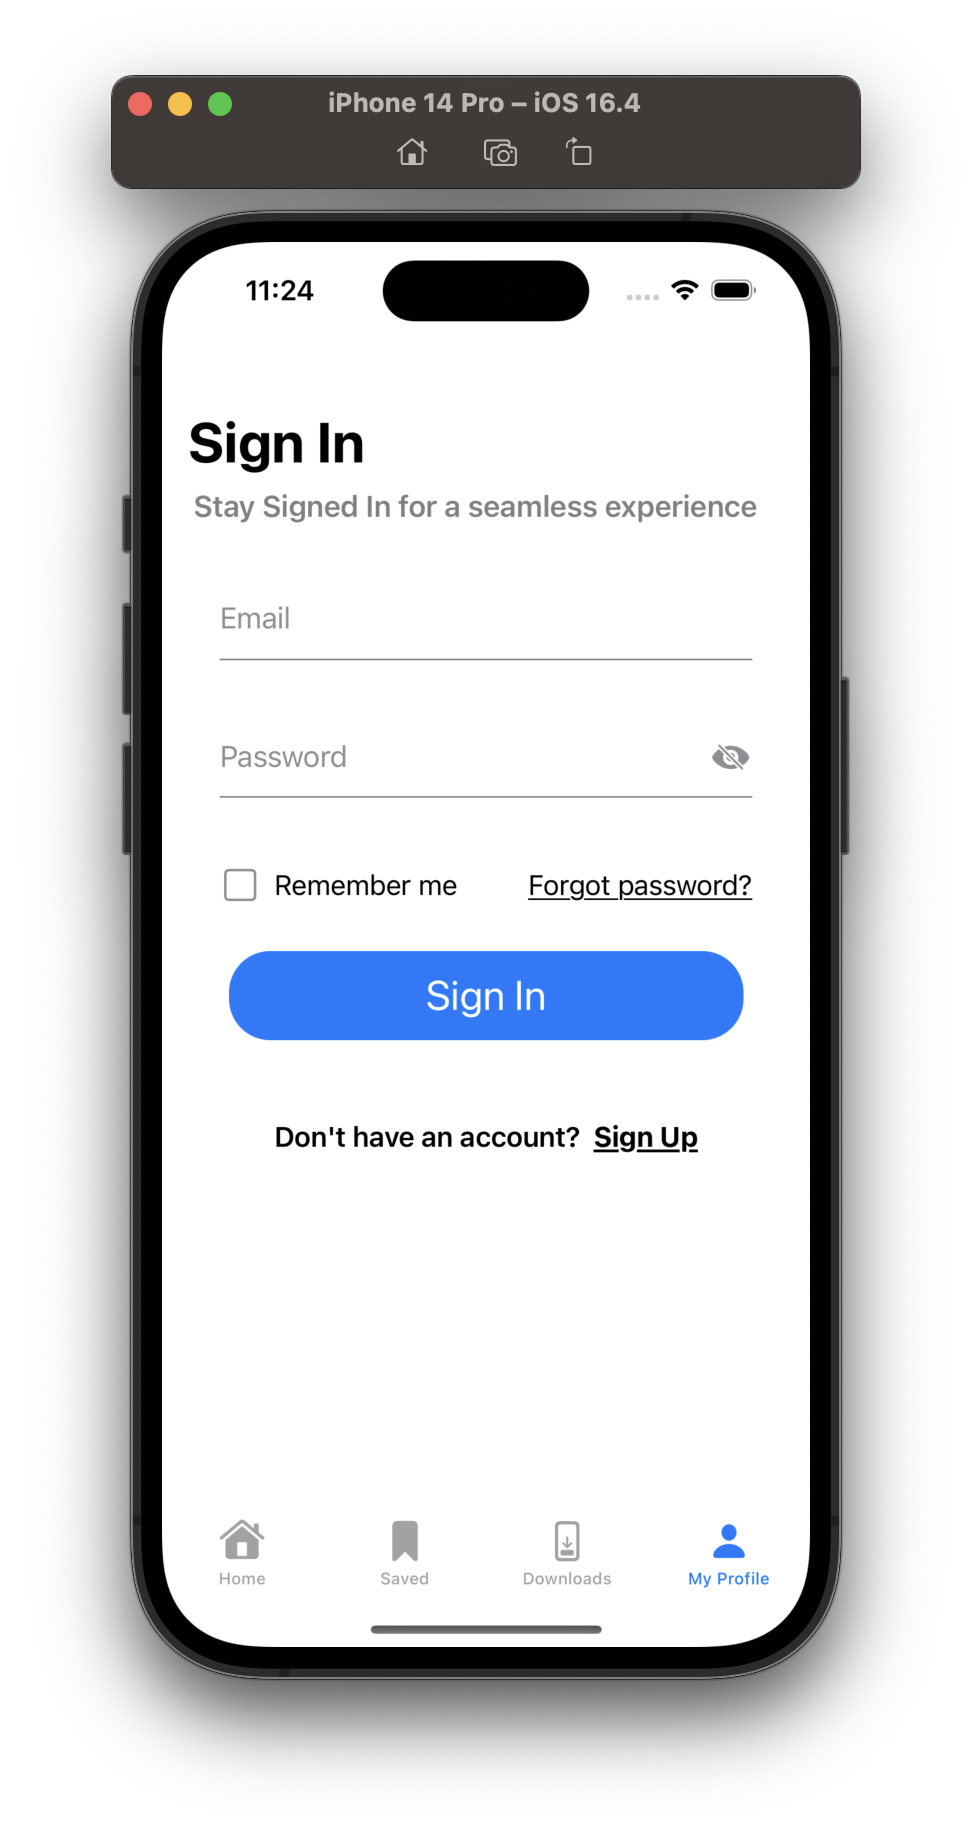 iPhone 14 Pro – iOS 16.4
11:24
Sign In
Stay Signed In for a seamless experience
Email
Password
Remember me Forgot password?
Sign In
Don't have an account? Sign Up
Home Saved Downloads My Profile